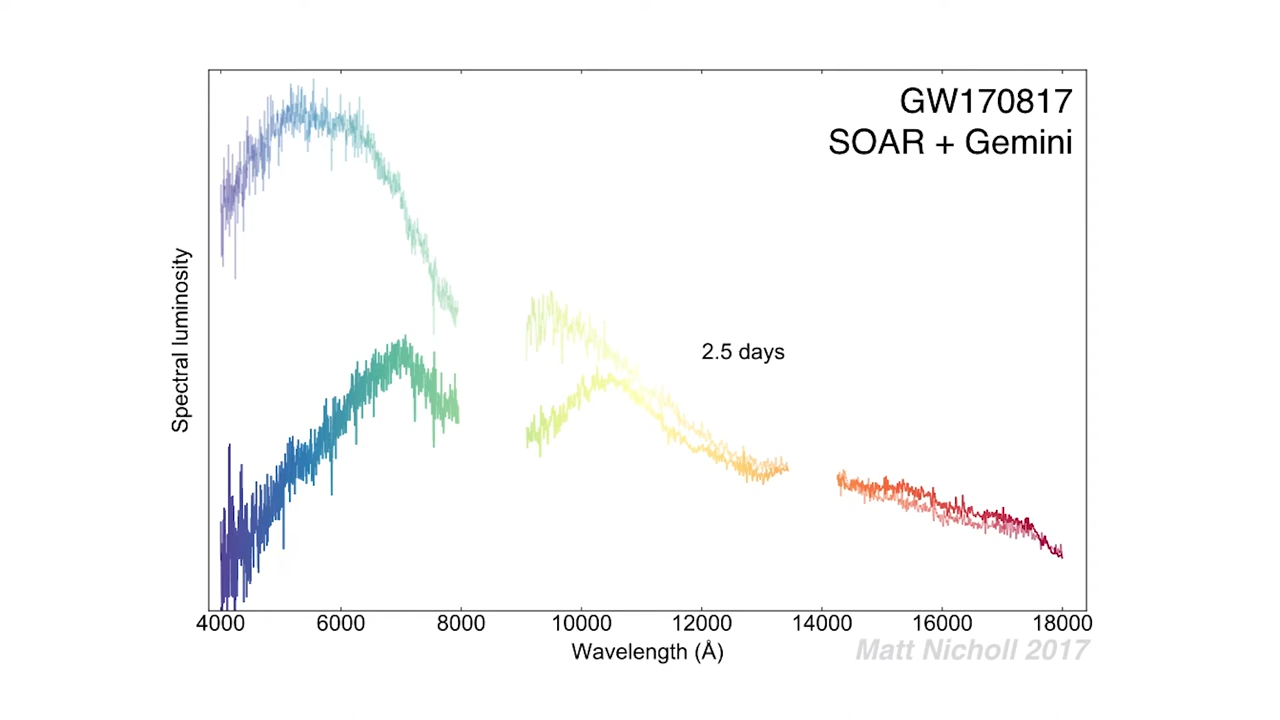 GW170817
SOAR + Gemini
2.5 days
Spectral luminosity
4000 6000 8000 10000 12000 14000 16000 18000
Wavelength (Å)
Matt Nicholl 2017